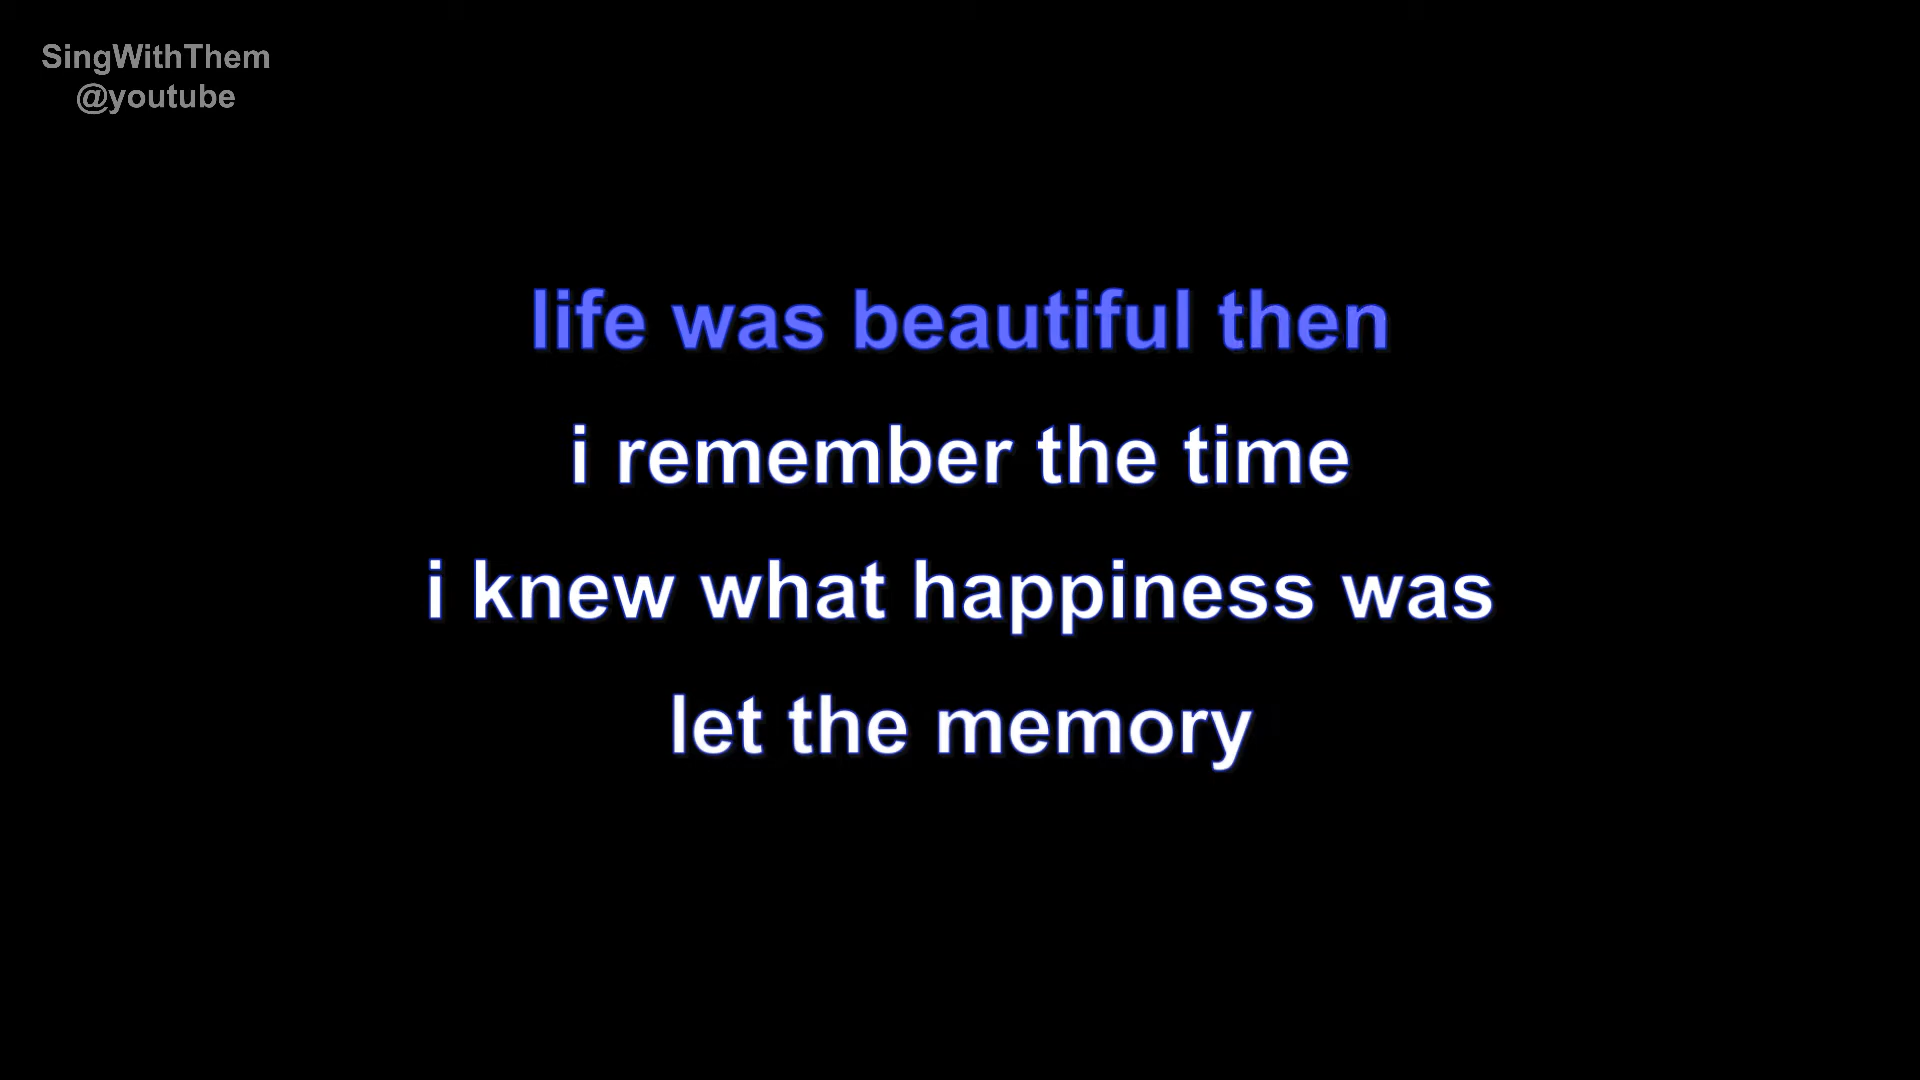 SingWithThem
@youtube
life was beautiful then
i remember the time
i knew what happiness was
let the memory